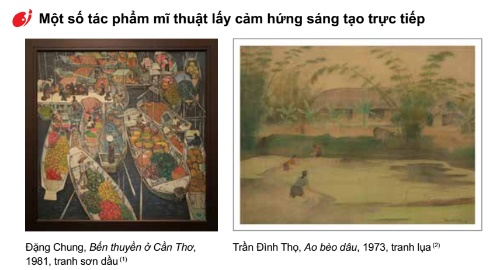 Một số tác phẩm mĩ thuật lấy cảm hứng sáng tạo trực tiếp
Đặng Chung, Bến thuyền ở Cần Thơ,
1981, tranh sơn dầu (1)
Trần Đình Thọ, Ao bèo dâu, 1973, tranh lụa (2)